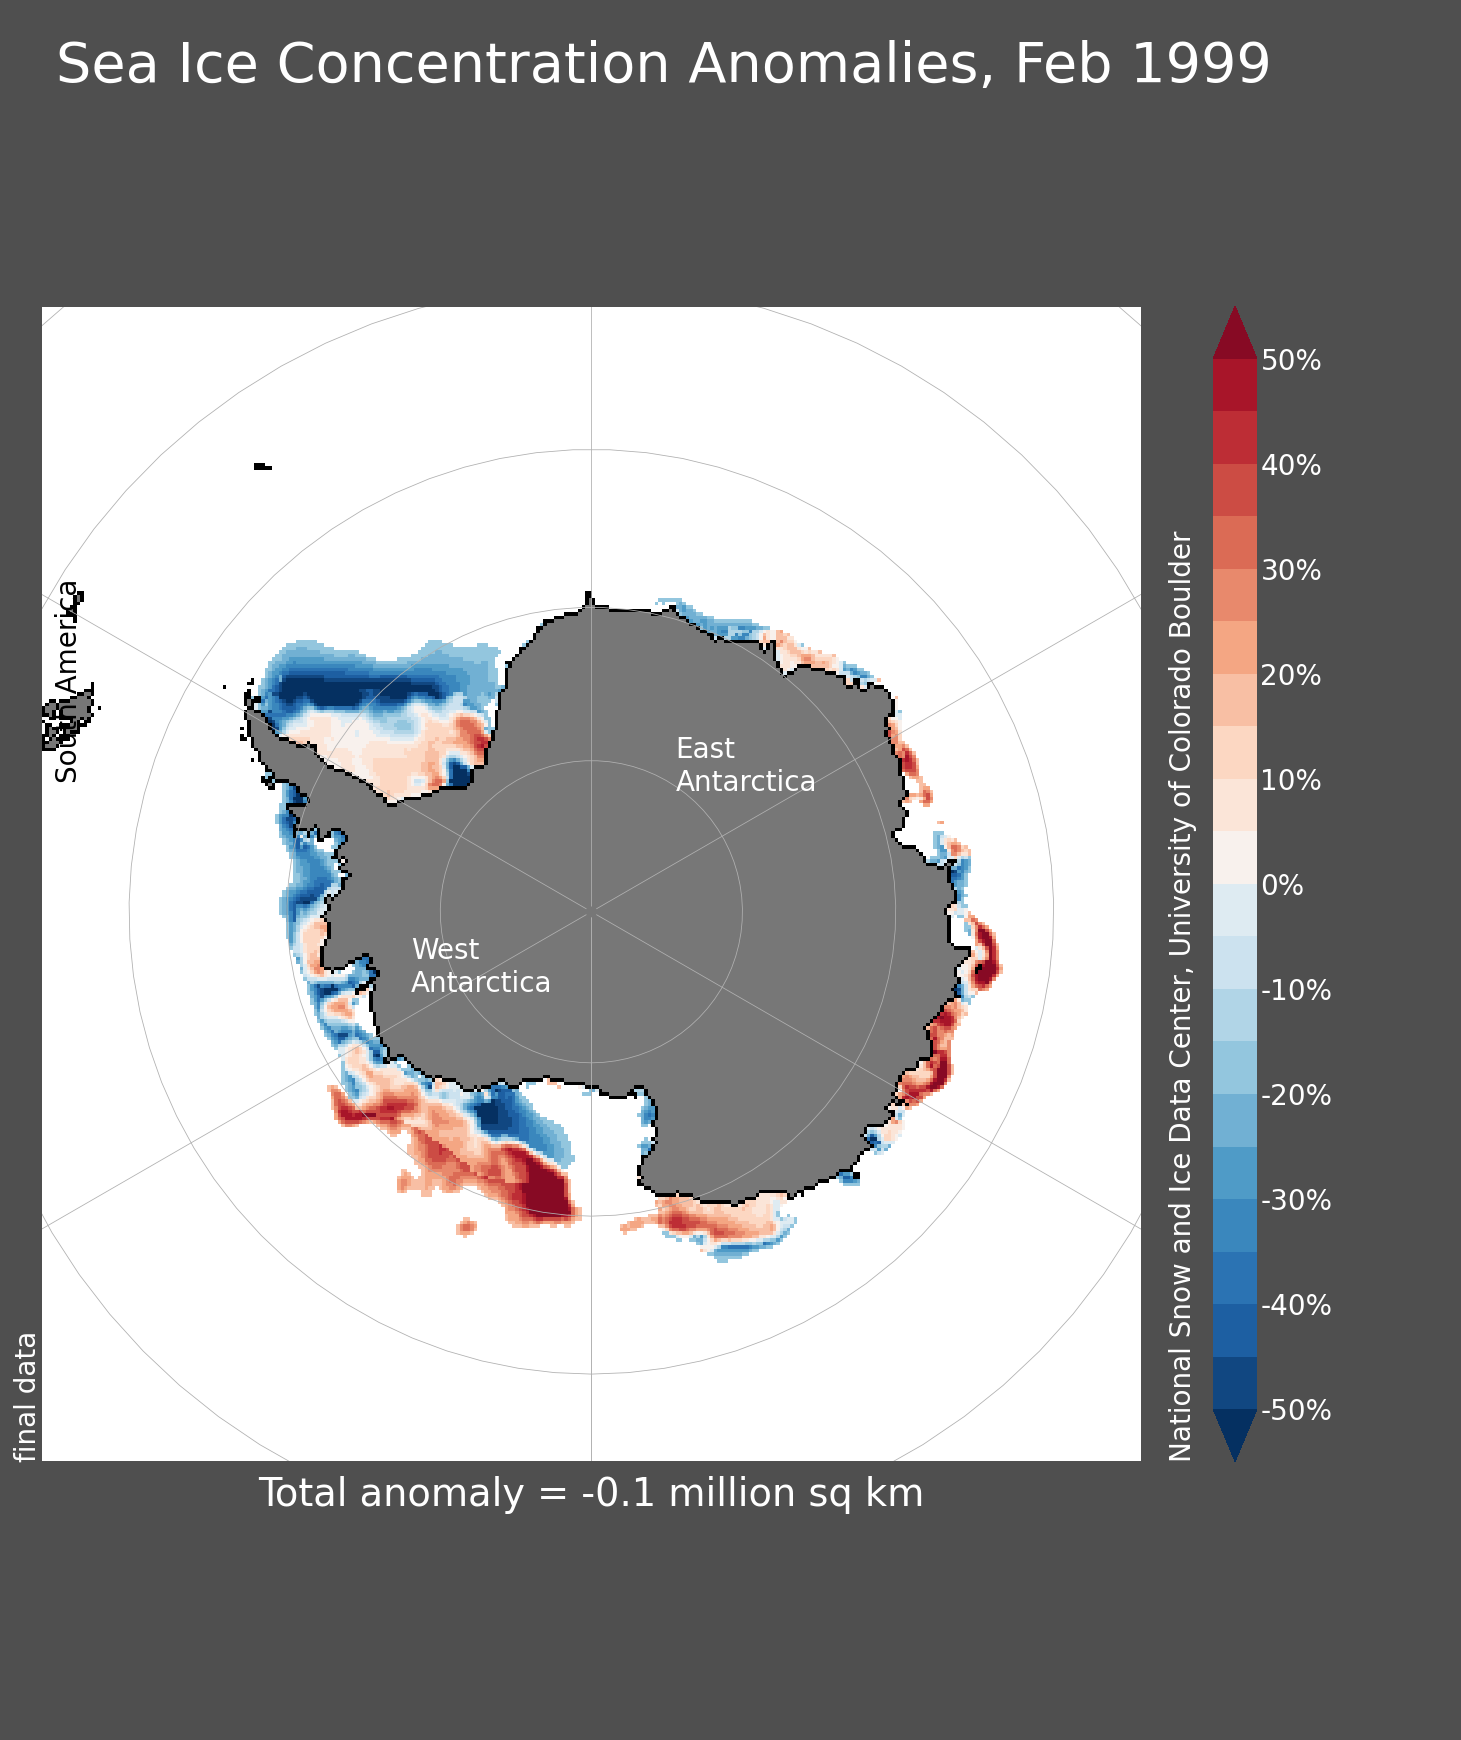 Sea Ice Concentration Anomalies, Feb 1999
South America
East
Antarctica
West
Antarctica
final data
National Snow and Ice Data Center, University of Colorado Boulder
50%
40%
30%
20%
10%
0%
-10%
-20%
-30%
-40%
-50%
Total anomaly = -0.1 million sq km